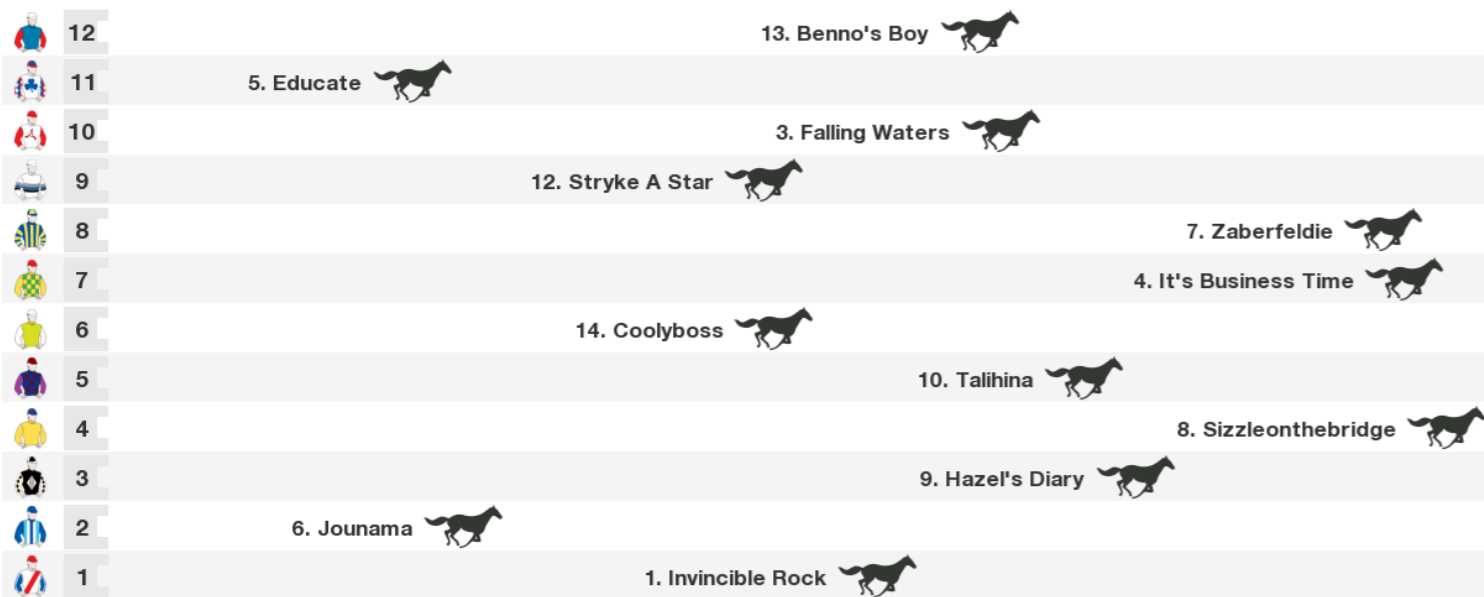 12 13. Benno's Boy
11 5. Educate
10 3. Falling Waters
9 12. Stryke A Star
8 7. Zaberfeldie
7 4. It's Business Time
6 14. Coolyboss
5 10. Talihina
4 8. Sizzleonthebridge
3 9. Hazel's Diary
2 6. Jounama
1 1. Invincible Rock